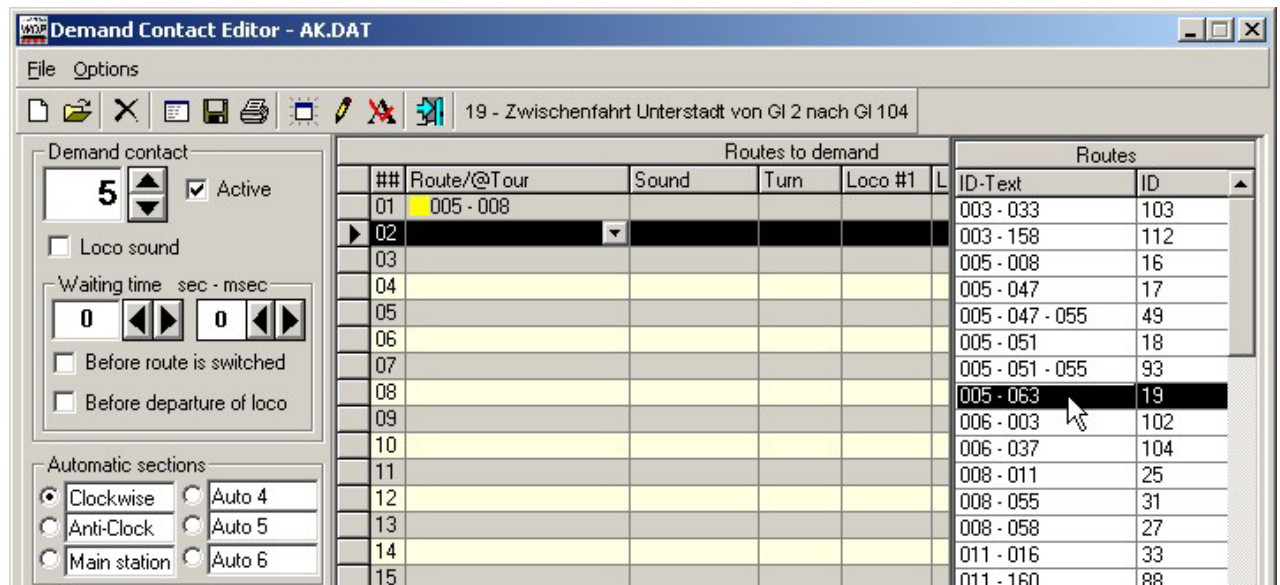 Demand Contact Editor - AK.DAT
File Options
19 - Zwischenfahrt Unterstadt von Gl 2 nach Gl 104
Demand contact
5
Active
Loco sound
Waiting time sec - msec
0 0
Before route is switched
Before departure of loco
Automatic sections
Clockwise Auto 4
Anti-Clock Auto 5
Main station Auto 6
Routes to demand
## Route/@Tour Sound Turn Loco #1 L
01 005 - 008
02
03
04
05
06
07
08
09
10
11
12
13
14
15
Routes
ID-Text ID
003 - 033 103
003 - 158 112
005 - 008 16
005 - 047 17
005 - 047 - 055 49
005 - 051 18
005 - 051 - 055 93
005 - 063 19
006 - 003 102
006 - 037 104
008 - 011 25
008 - 055 31
008 - 058 27
011 - 016 33
011 - 160 88